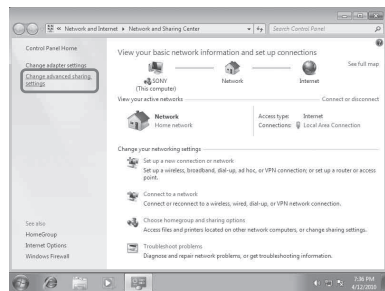 « Network and Internet ▸ Network and Sharing Center
Search Control Panel
Control Panel Home
Change adapter settings
Change advanced sharing
settings
View your basic network information and set up connections
See full map
SONY
(This computer)
Network
Internet
View your active networks
Connect or disconnect
Network
Home network
Access type: Internet
Connections: Local Area Connection
Change your networking settings
Set up a new connection or network
Set up a wireless, broadband, dial-up, ad hoc, or VPN connection; or set up a router or access
point.
Connect to a network
Connect or reconnect to a wireless, wired, dial-up, or VPN network connection.
Choose homegroup and sharing options
Access files and printers located on other network computers, or change sharing settings.
Troubleshoot problems
Diagnose and repair network problems, or get troubleshooting information.
See also
HomeGroup
Internet Options
Windows Firewall
7:36 PM
4/12/2010